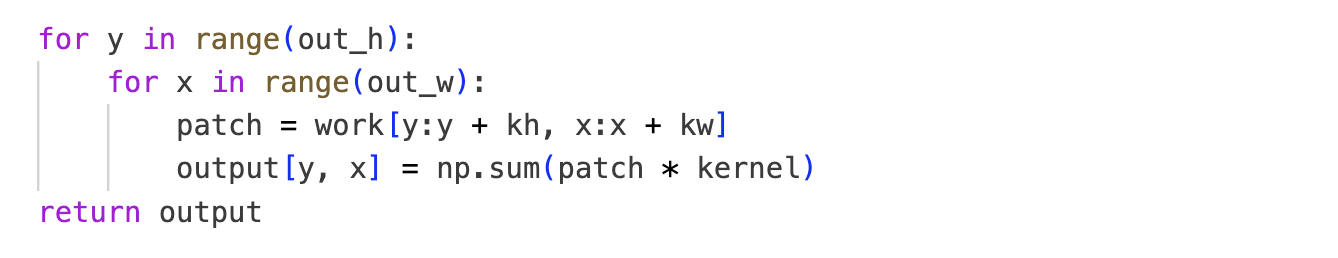 for y in range(out_h):
    for x in range(out_w):
        patch = work[y:y + kh, x:x + kw]
        output[y, x] = np.sum(patch * kernel)
return output